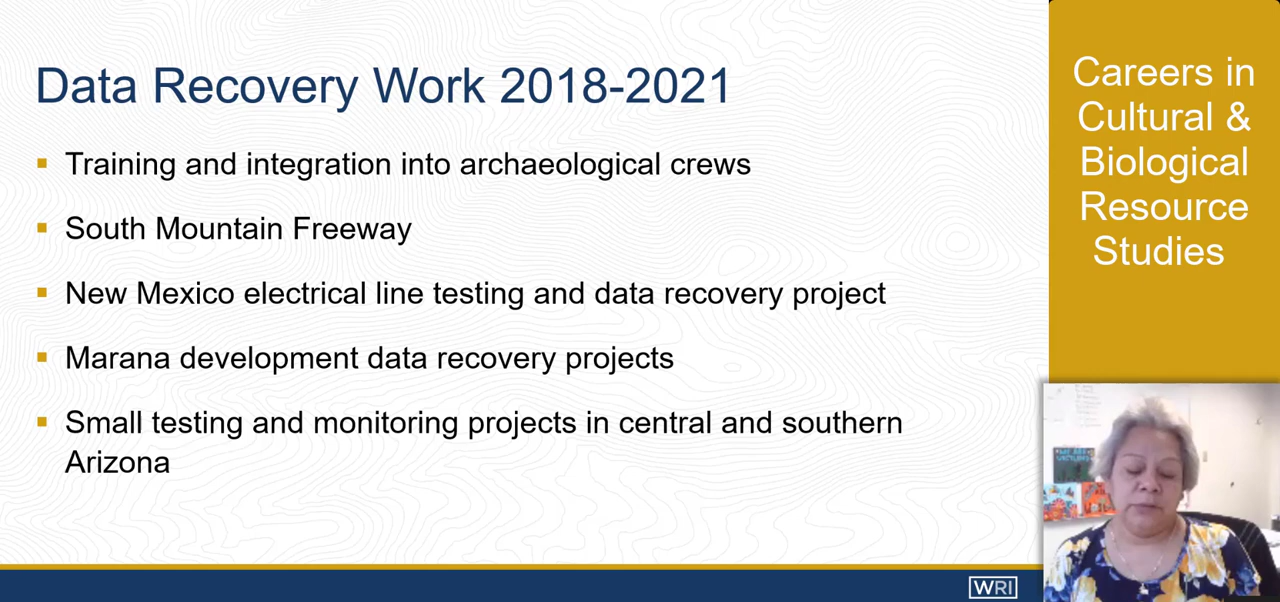 Data Recovery Work 2018-2021
Training and integration into archaeological crews
South Mountain Freeway
New Mexico electrical line testing and data recovery project
Marana development data recovery projects
Small testing and monitoring projects in central and southern
Arizona
Careers in
Cultural &
Biological
Resource
Studies
WRI